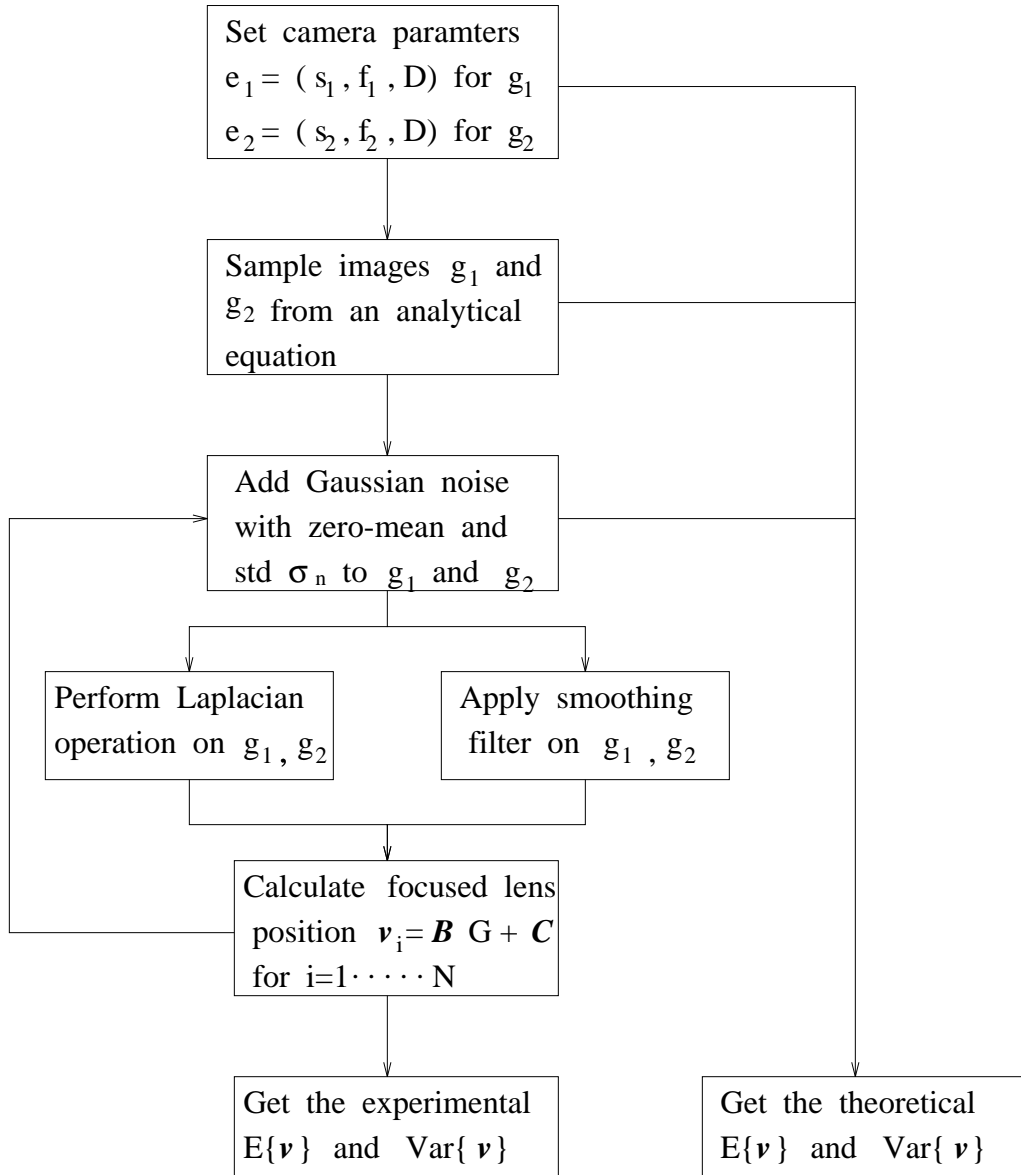 Set camera paramters
e₁ = ( s₁ , f₁ , D) for g₁
e₂ = ( s₂ , f₂ , D) for g₂
Sample images g₁ and
g₂ from an analytical
equation
Add Gaussian noise
with zero-mean and
std σₙ to g₁ and g₂
Perform Laplacian
operation on g₁ , g₂
Apply smoothing
filter on g₁ , g₂
Calculate focused lens
position vᵢ = B G + C
for i=1·····N
Get the experimental
E{v} and Var{ v}
Get the theoretical
E{v} and Var{ v}